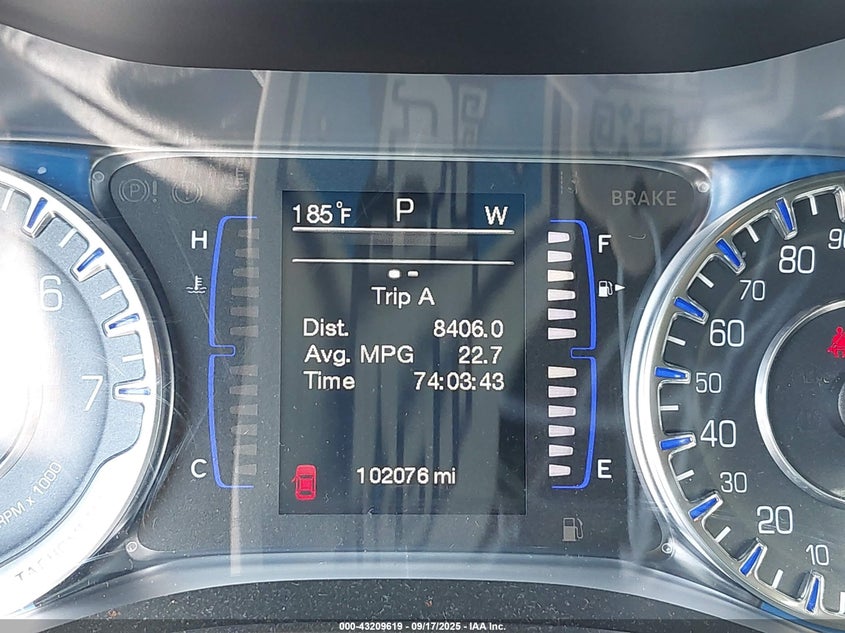 185°F P W
BRAKE
H
F
Trip A
Dist. 8406.0
Avg. MPG 22.7
Time 74:03:43
C
E
102076 mi
6
7
RPM x 1000
90
80
70
60
50
40
30
20
10
000-43209619 - 09/17/2025 - IAA Inc.